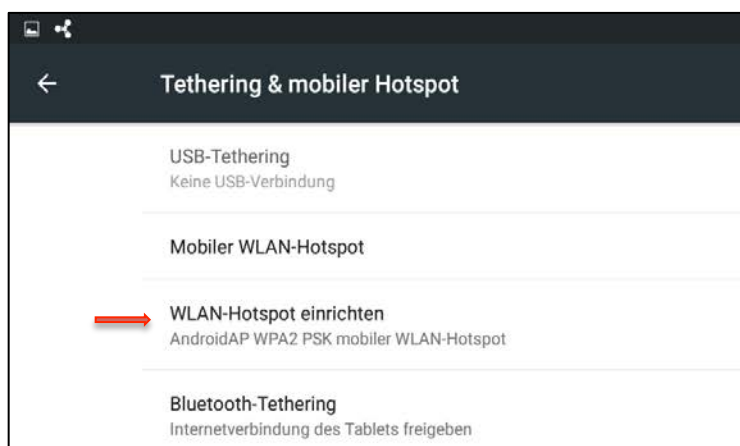 Tethering & mobiler Hotspot
USB-Tethering
Keine USB-Verbindung
Mobiler WLAN-Hotspot
WLAN-Hotspot einrichten
AndroidAP WPA2 PSK mobiler WLAN-Hotspot
Bluetooth-Tethering
Internetverbindung des Tablets freigeben